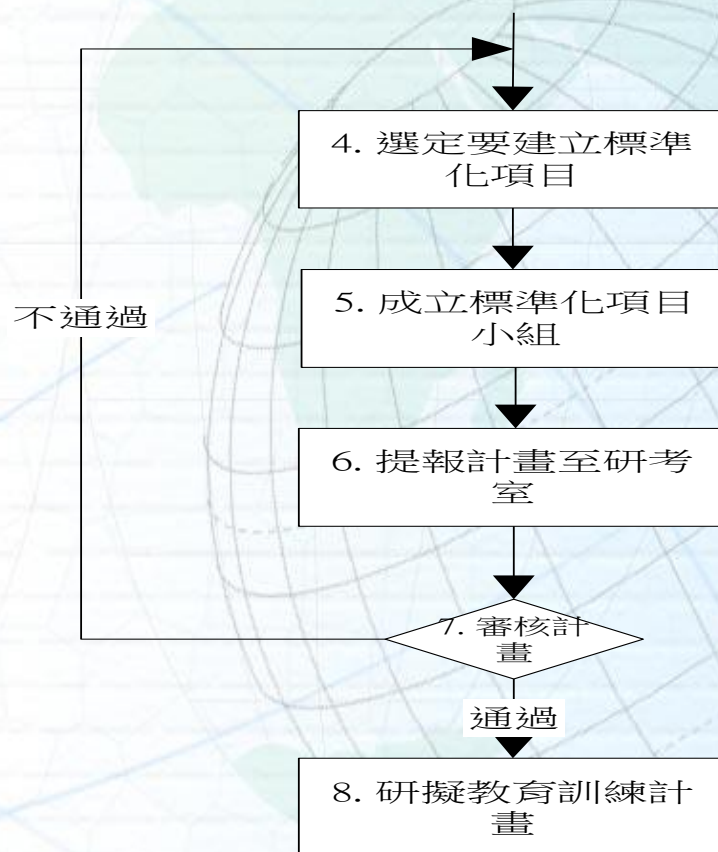 4. 選定要建立標準
化項目
不通過
5. 成立標準化項目
小組
6. 提報計畫至研考
室
7. 審核計
畫
通過
8. 研擬教育訓練計
畫